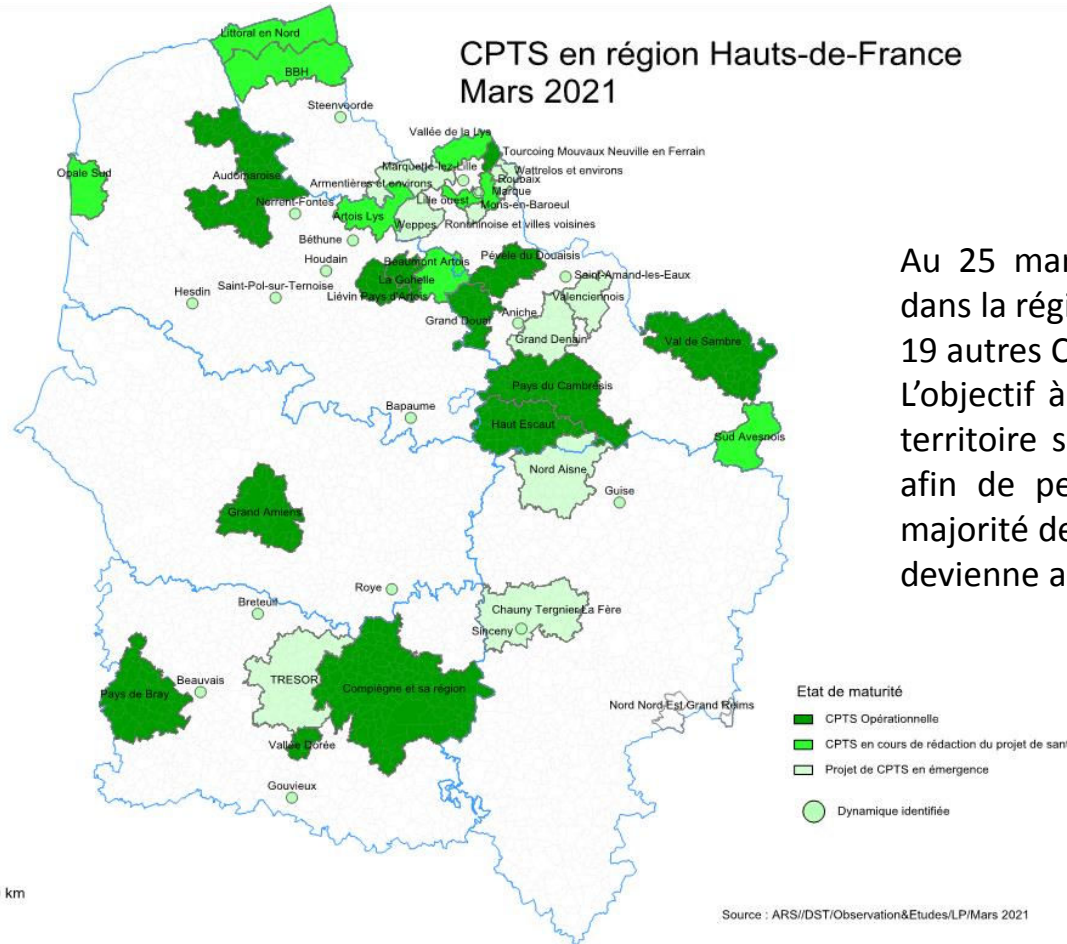 CPTS en région Hauts-de-France
Mars 2021
Littoral en Nord
BBH
Steenvoorde
Vallée de la Lys
Tourcoing Mouvaux Neuville en Ferrain
Marquette-lez-Lille
Wattrelos et environs
Opale Sud
Audomaroise
Armentières et environs
Roubaix
Marque
Lille ouest
Mons-en-Baroeul
Norrent-Fontes
Artois Lys
Weppes
Ronchinoise et villes voisines
Béthune
Houdain
Beaumont Artois
Pévèle du Douaisis
La Gohelle
Saint-Amand-les-Eaux
Hesdin
Saint-Pol-sur-Ternoise
Liévin Pays d'Artois
Valenciennois
Grand Douai
Aniche
Grand Denain
Val de Sambre
Pays du Cambrésis
Bapaume
Haut Escaut
Sud Avesnois
Nord Aisne
Guise
Grand Amiens
Roye
Breteuil
Chauny Tergnier La Fère
Sinceny
Beauvais
TRESOR
Compiègne et sa région
Pays de Bray
Nord Nord Est Grand Reims
Vallée Dorée
Gouvieux
Au 25 mar
dans la régi
19 autres C
L’objectif à
territoire s
afin de pe
majorité de
devienne a
Etat de maturité
CPTS Opérationnelle
CPTS en cours de rédaction du projet de sant
Projet de CPTS en émergence
Dynamique identifiée
km
Source : ARS//DST/Observation&Etudes/LP/Mars 2021